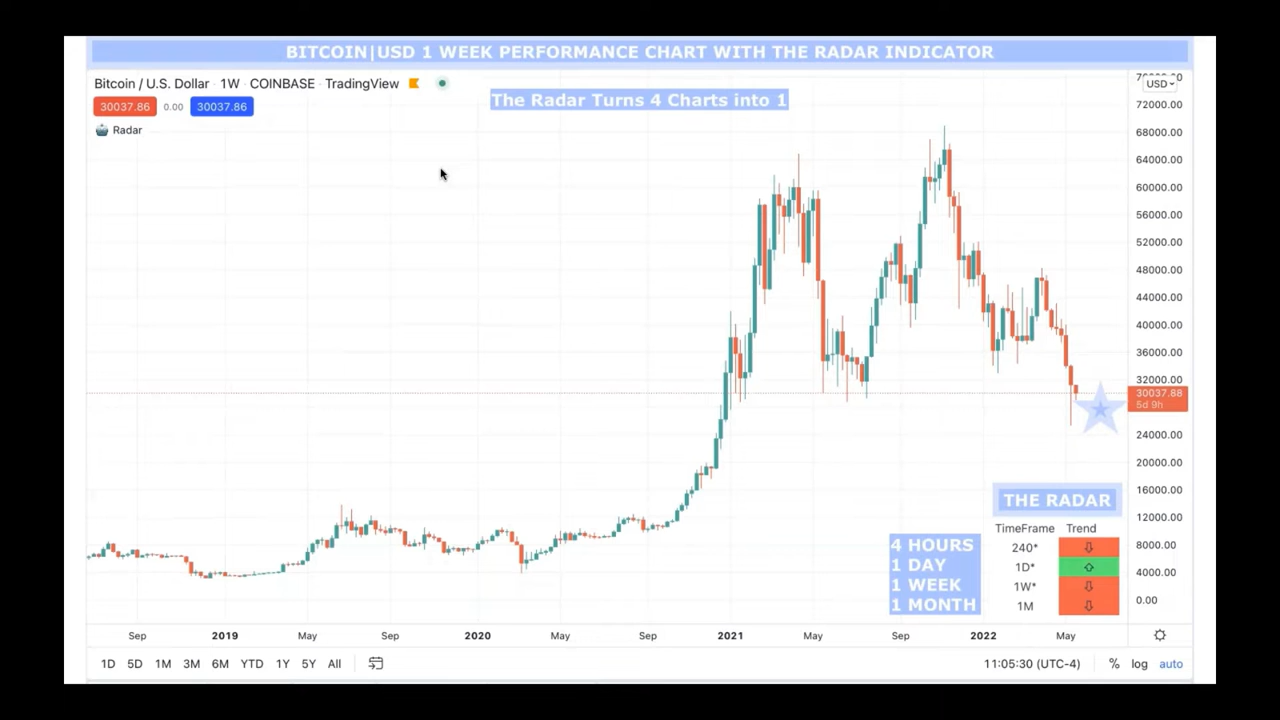 BITCOIN|USD 1 WEEK PERFORMANCE CHART WITH THE RADAR INDICATOR
Bitcoin / U.S. Dollar · 1W · COINBASE · TradingView
The Radar Turns 4 Charts into 1
USD
30037.86 0.00 30037.86
Radar
72000.00
68000.00
64000.00
60000.00
56000.00
52000.00
48000.00
44000.00
40000.00
36000.00
32000.00
30037.88
5d 9h
24000.00
20000.00
16000.00
12000.00
8000.00
4000.00
0.00
THE RADAR
TimeFrame Trend
4 HOURS 240*
1 DAY 1D*
1 WEEK 1W*
1 MONTH 1M
Sep 2019 May Sep 2020 May Sep 2021 May Sep 2022 May
1D 5D 1M 3M 6M YTD 1Y 5Y All 11:05:30 (UTC-4) % log auto